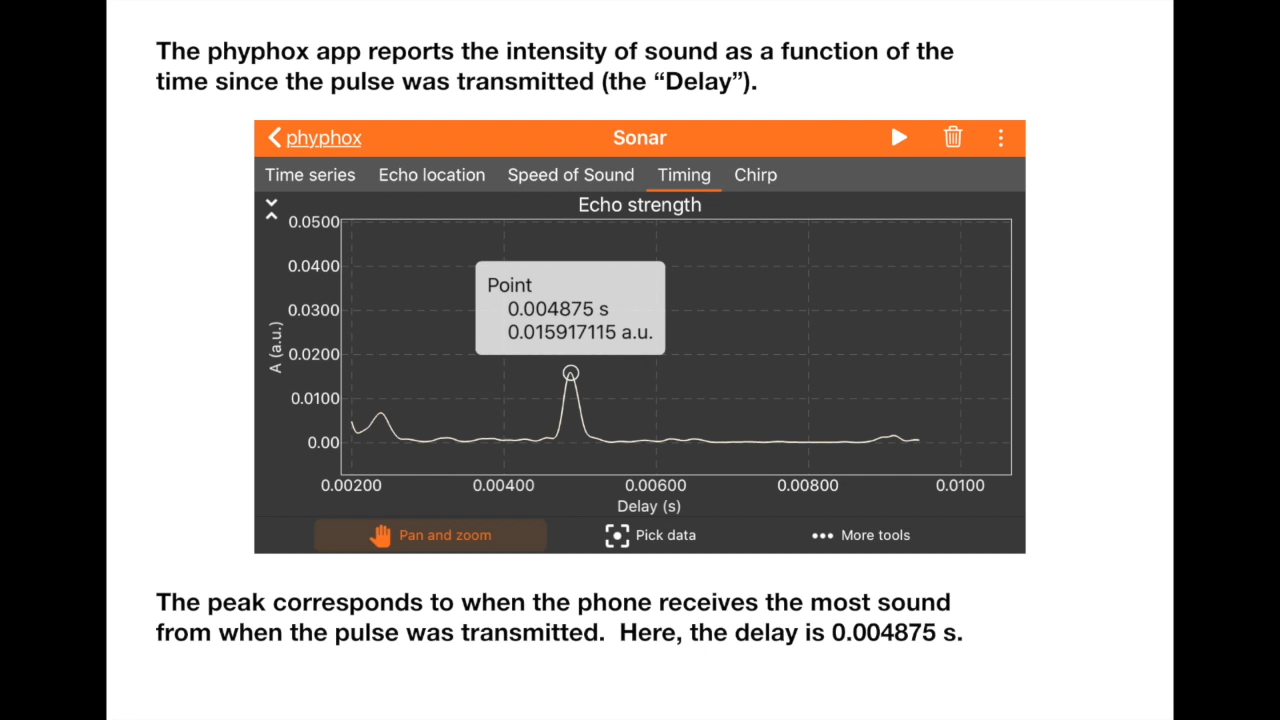 The phyphox app reports the intensity of sound as a function of the
time since the pulse was transmitted (the “Delay”).
phyphox Sonar
Time series Echo location Speed of Sound Timing Chirp
Echo strength
0.0500
0.0400
0.0300
0.0200
0.0100
0.00
A (a.u.)
Point
0.004875 s
0.015917115 a.u.
0.00200 0.00400 0.00600 0.00800 0.0100
Delay (s)
Pan and zoom Pick data More tools
The peak corresponds to when the phone receives the most sound
from when the pulse was transmitted.  Here, the delay is 0.004875 s.